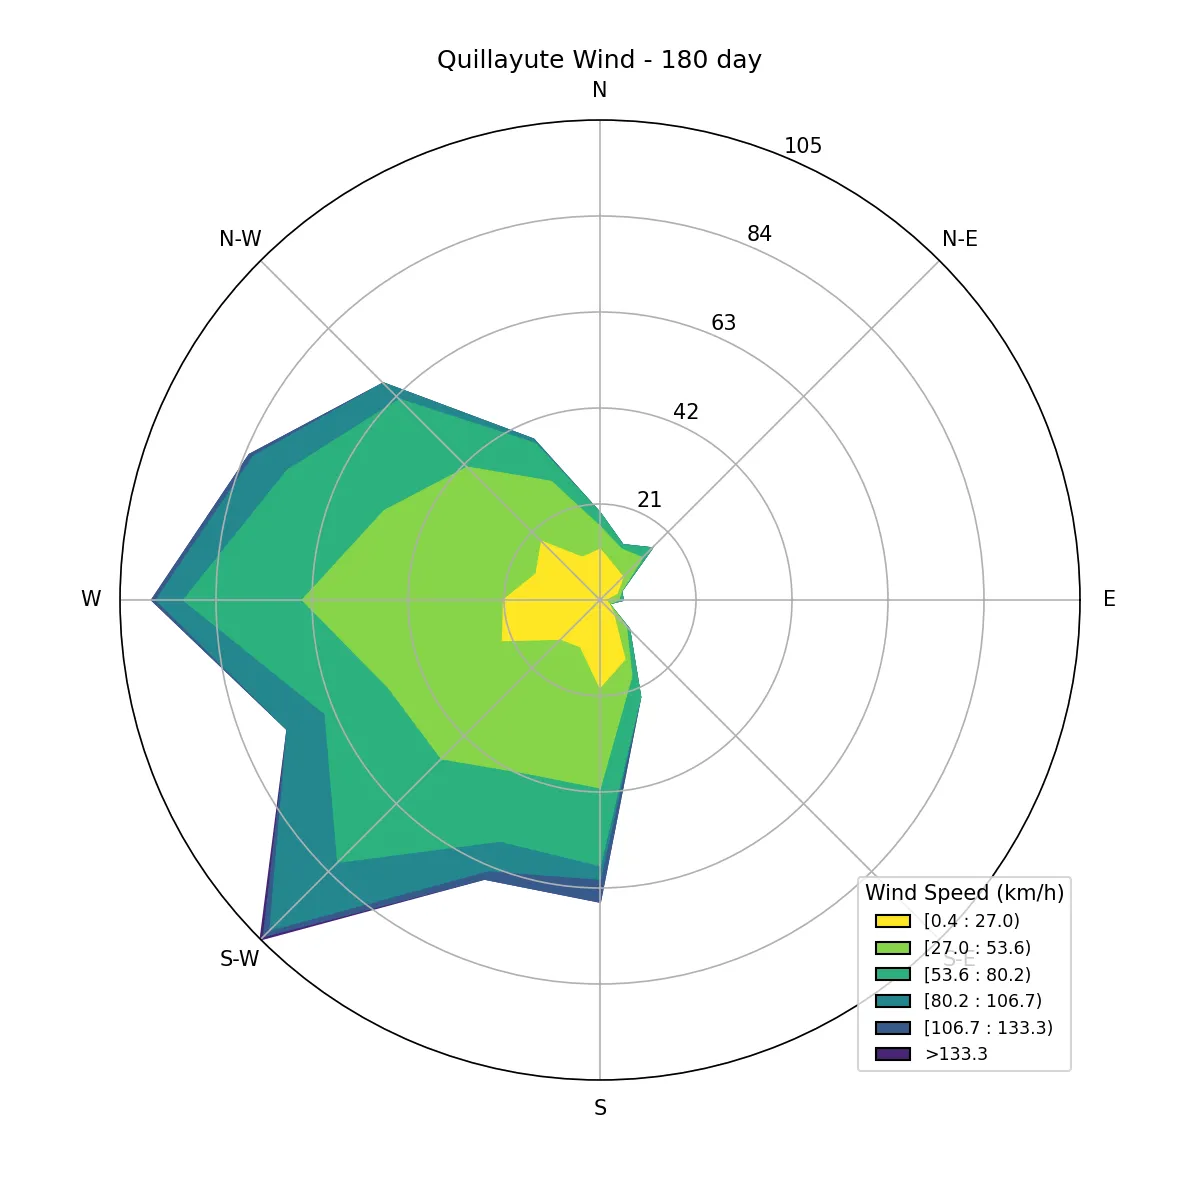 Quillayute Wind - 180 day
N
105
84
N-W
N-E
63
42
21
W
E
S-W
S-E
S
Wind Speed (km/h)
[0.4 : 27.0)
[27.0 : 53.6)
[53.6 : 80.2)
[80.2 : 106.7)
[106.7 : 133.3)
>133.3